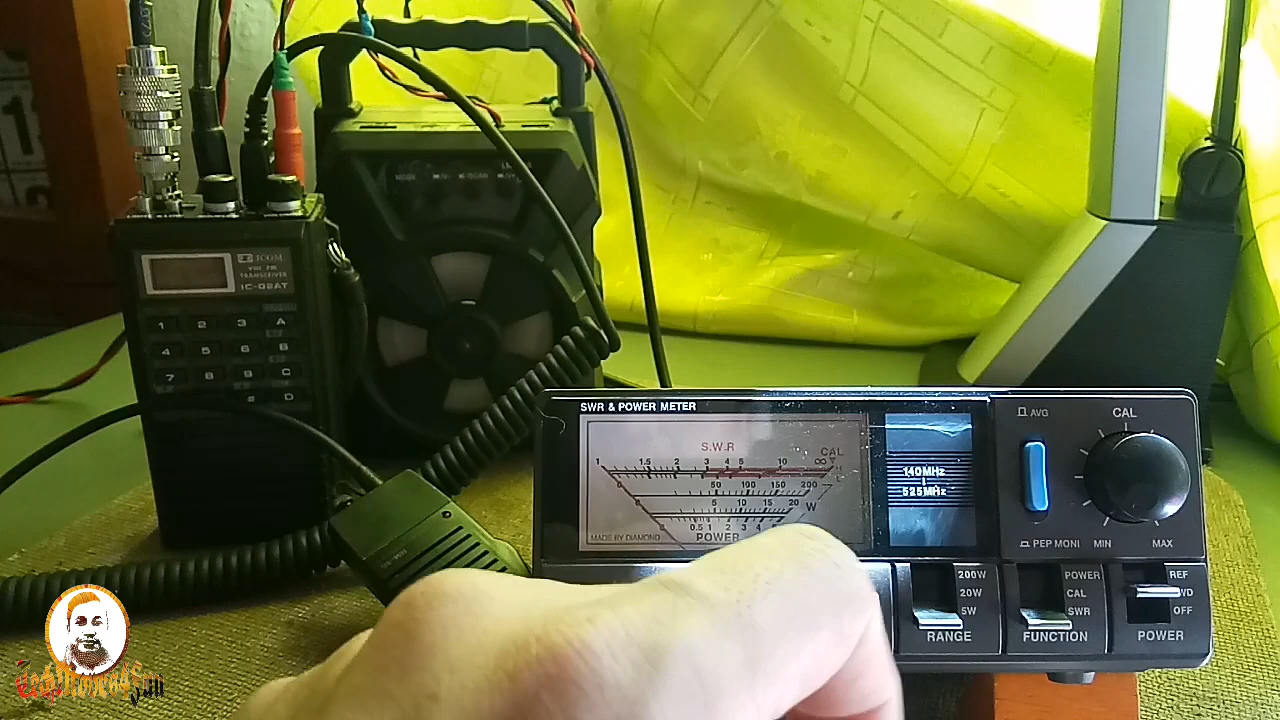 ICOM
VHF FM
TRANSCEIVER
IC-02AT
1 2 3 A
4 5 6 B
7 8 9 C
# D
MODE
SWR & POWER METER
S.W.R
CAL
1 1.5 2 3 4 5 10 ∞
50 100 150 200
5 10 15 20 W
0.5 1 2 3 4
MADE BY DIAMOND
POWER
140MHz
525MHz
AVG
PEP MONI
CAL
MIN MAX
200W
20W
5W
RANGE
POWER
CAL
SWR
FUNCTION
REF
WD
OFF
POWER